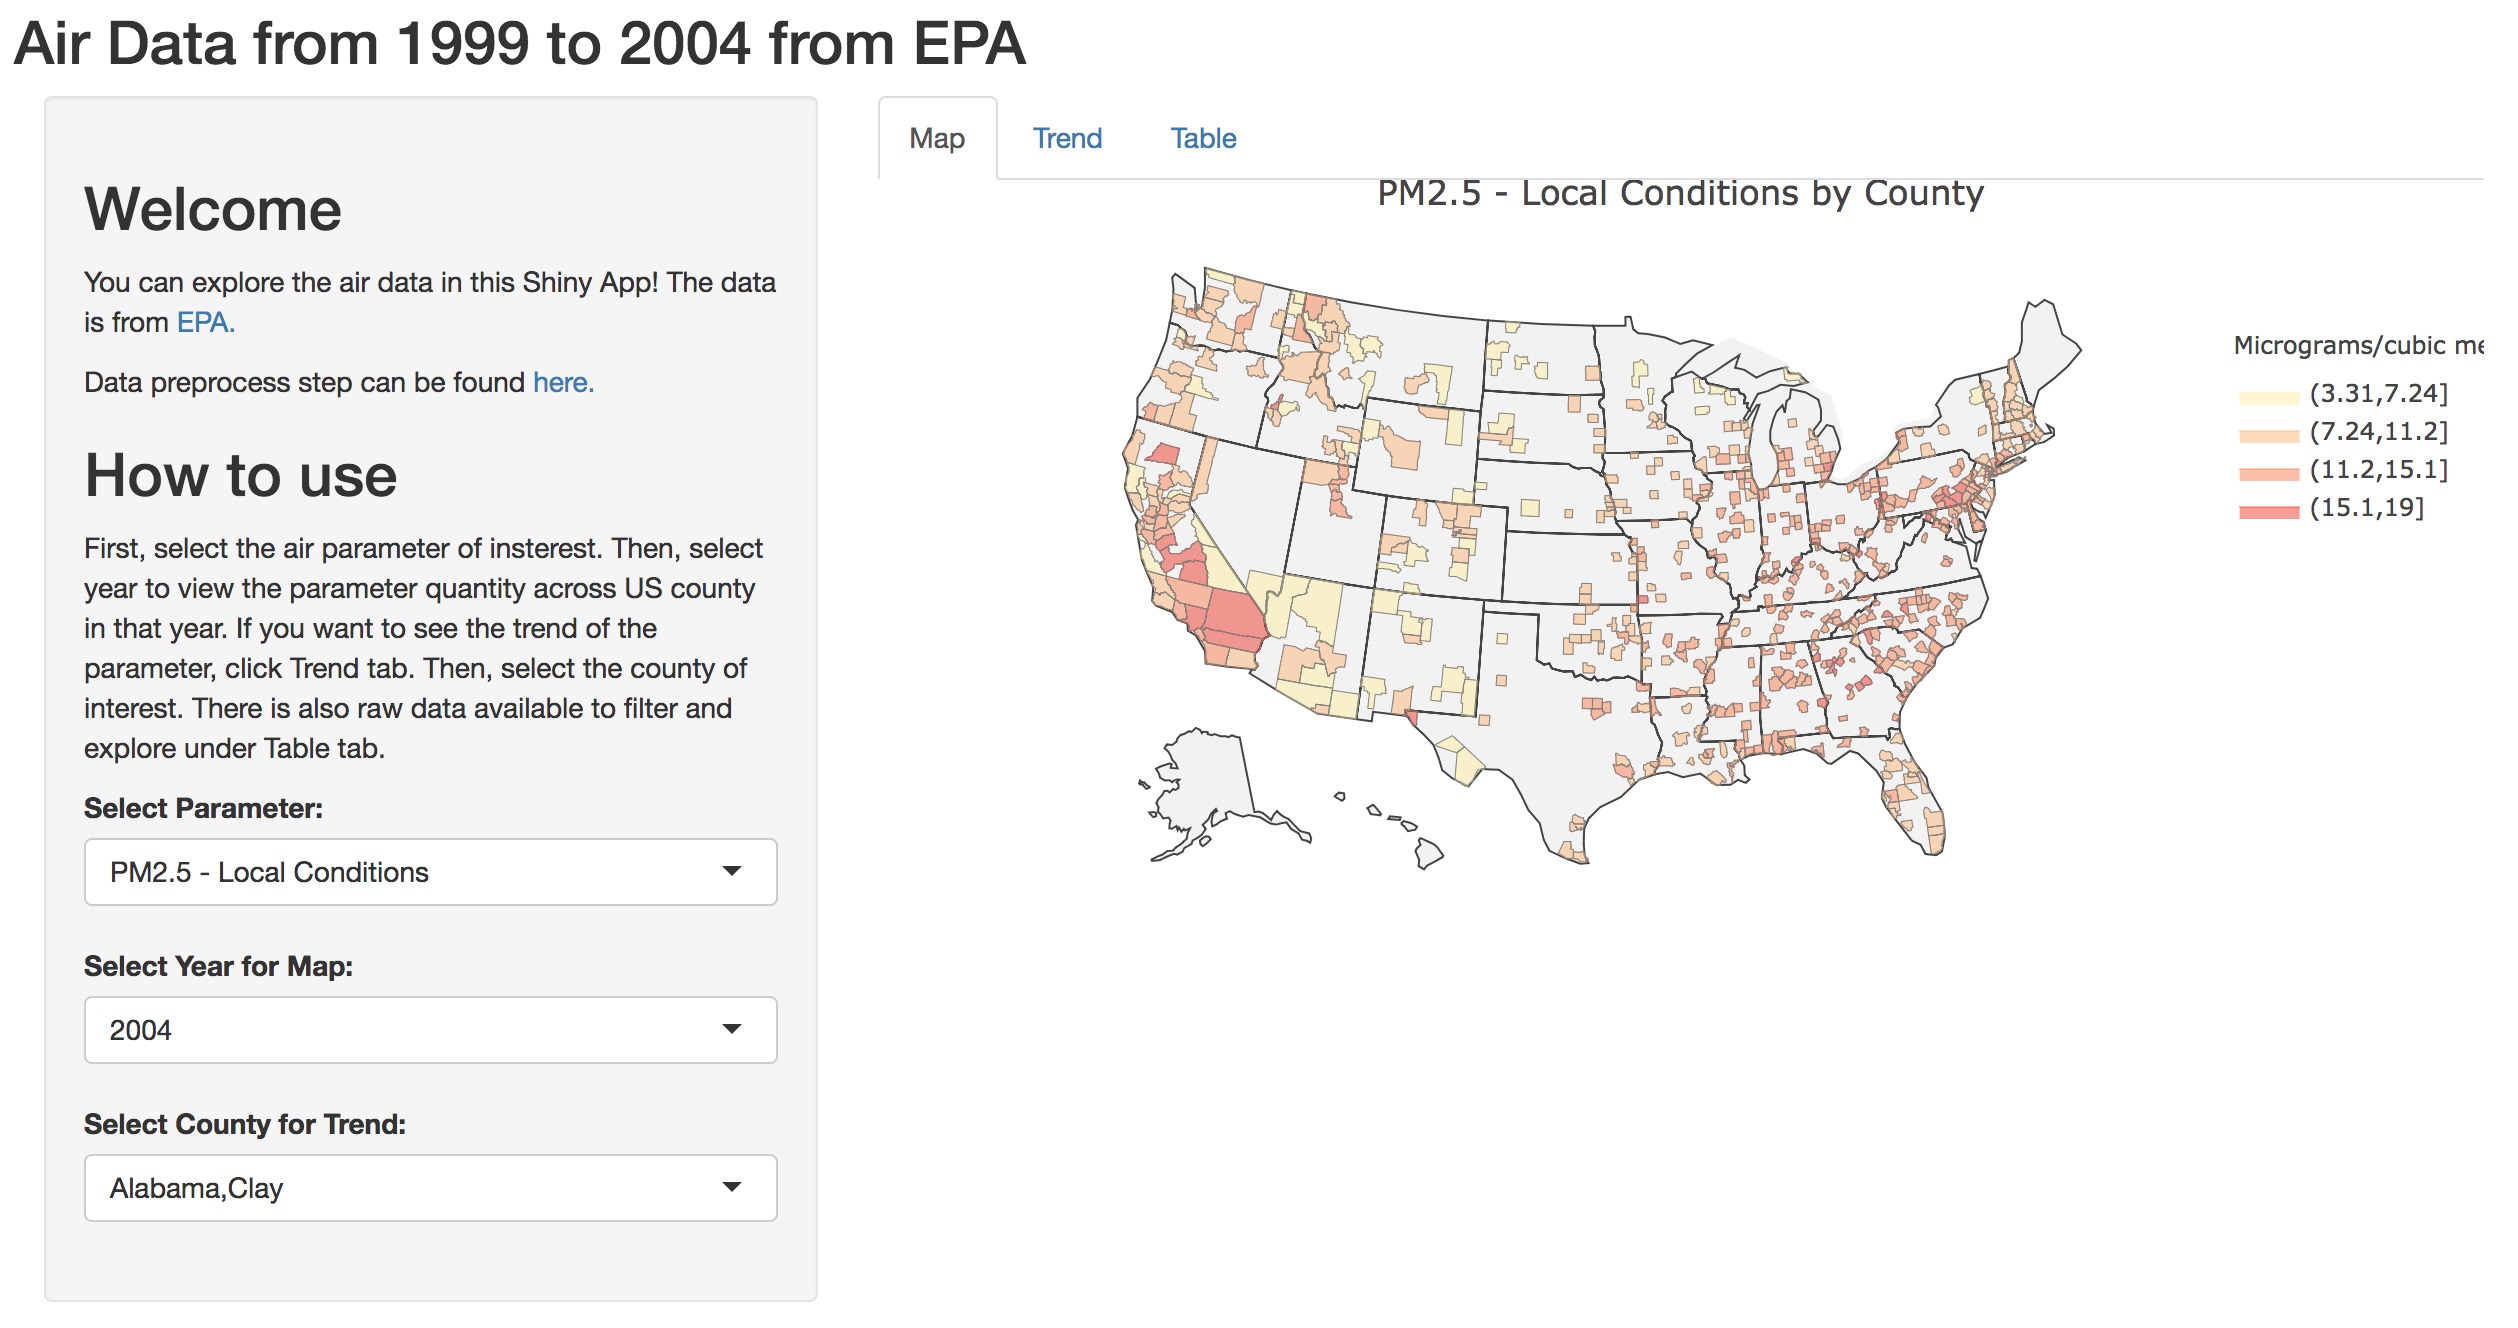 Air Data from 1999 to 2004 from EPA
Welcome
You can explore the air data in this Shiny App! The data
is from EPA.
Data preprocess step can be found here.
How to use
First, select the air parameter of insterest. Then, select
year to view the parameter quantity across US county
in that year. If you want to see the trend of the
parameter, click Trend tab. Then, select the county of
interest. There is also raw data available to filter and
explore under Table tab.
Select Parameter:
PM2.5 - Local Conditions
Select Year for Map:
2004
Select County for Trend:
Alabama,Clay
Map
Trend
Table
PM2.5 - Local Conditions by County
Micrograms/cubic me
(3.31,7.24]
(7.24,11.2]
(11.2,15.1]
(15.1,19]